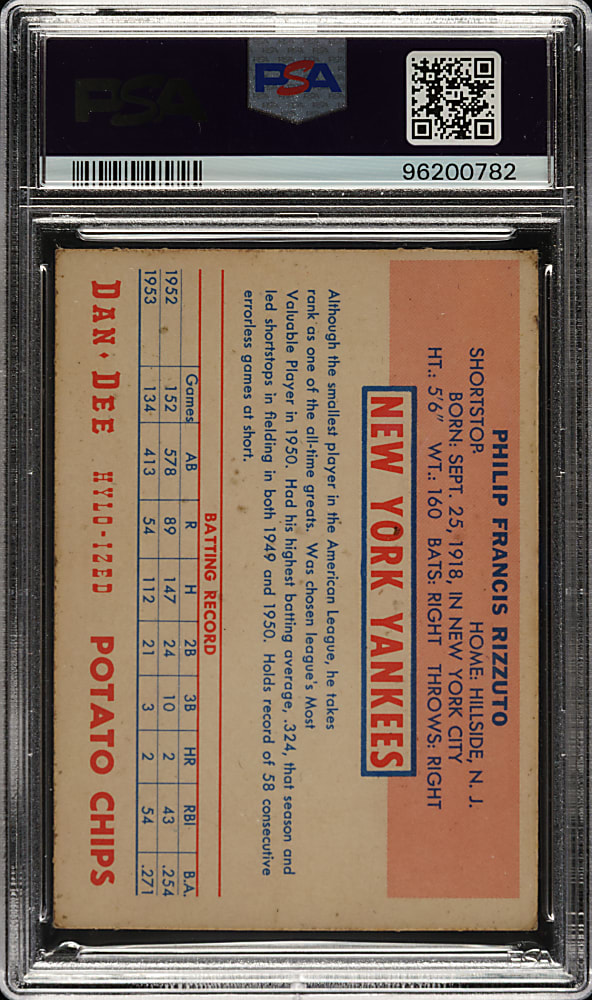 PSA
PSA
96200782
PHILIP FRANCIS RIZZUTO
SHORTSTOP HOME: HILLSIDE, N. J.
BORN: SEPT. 25, 1918, IN NEW YORK CITY
HT.: 5'6" WT.: 160 BATS: RIGHT THROWS: RIGHT
NEW YORK YANKEES
Although the smallest player in the American League, he takes
rank as one of the all-time greats. Was chosen league's Most
Valuable Player in 1950. Had his highest batting average, .324, that season and
led shortstops in fielding in both 1949 and 1950. Holds record of 58 consecutive
errorless games at short.
BATTING RECORD
Games AB R H 2B 3B HR RBI B.A.
1952 152 578 89 147 24 10 2 43 .254
1953 134 413 54 112 21 3 2 54 .271
DAN·DEE HYLO-IZED POTATO CHIPS
PSA